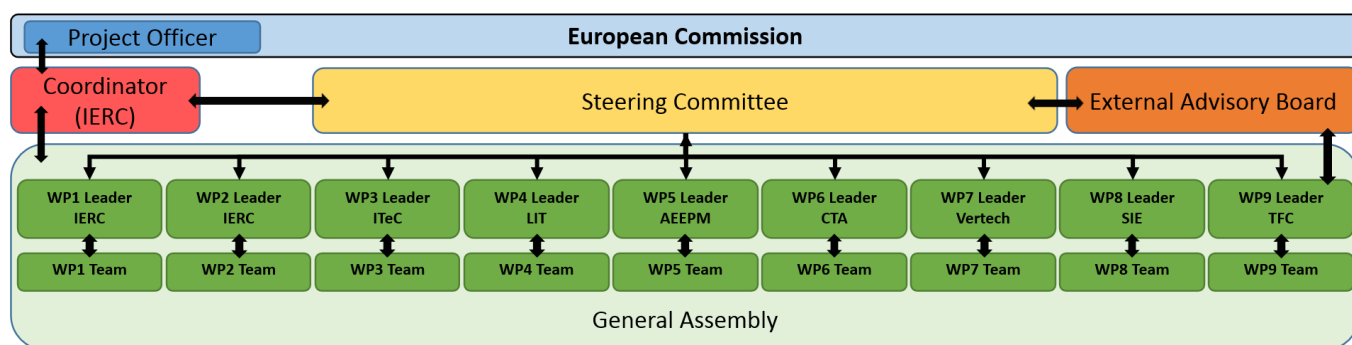 Project Officer
European Commission
Coordinator
(IERC)
Steering Committee
External Advisory Board
WP1 Leader
IERC
WP2 Leader
IERC
WP3 Leader
ITeC
WP4 Leader
LIT
WP5 Leader
AEEPM
WP6 Leader
CTA
WP7 Leader
Vertech
WP8 Leader
SIE
WP9 Leader
TFC
WP1 Team
WP2 Team
WP3 Team
WP4 Team
WP5 Team
WP6 Team
WP7 Team
WP8 Team
WP9 Team
General Assembly